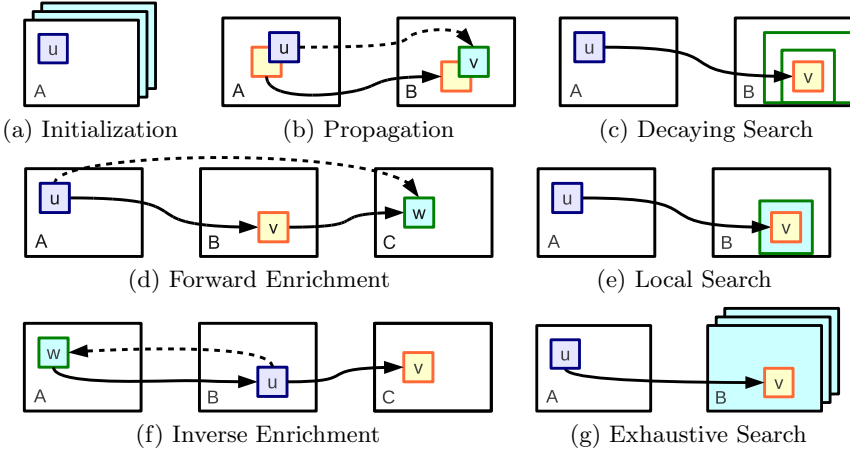 u
A
(a) Initialization
u
v
A
B
(b) Propagation
u
v
A
B
(c) Decaying Search
u
v
w
A
B
C
(d) Forward Enrichment
u
v
A
B
(e) Local Search
w
u
v
A
B
C
(f) Inverse Enrichment
u
v
A
B
(g) Exhaustive Search